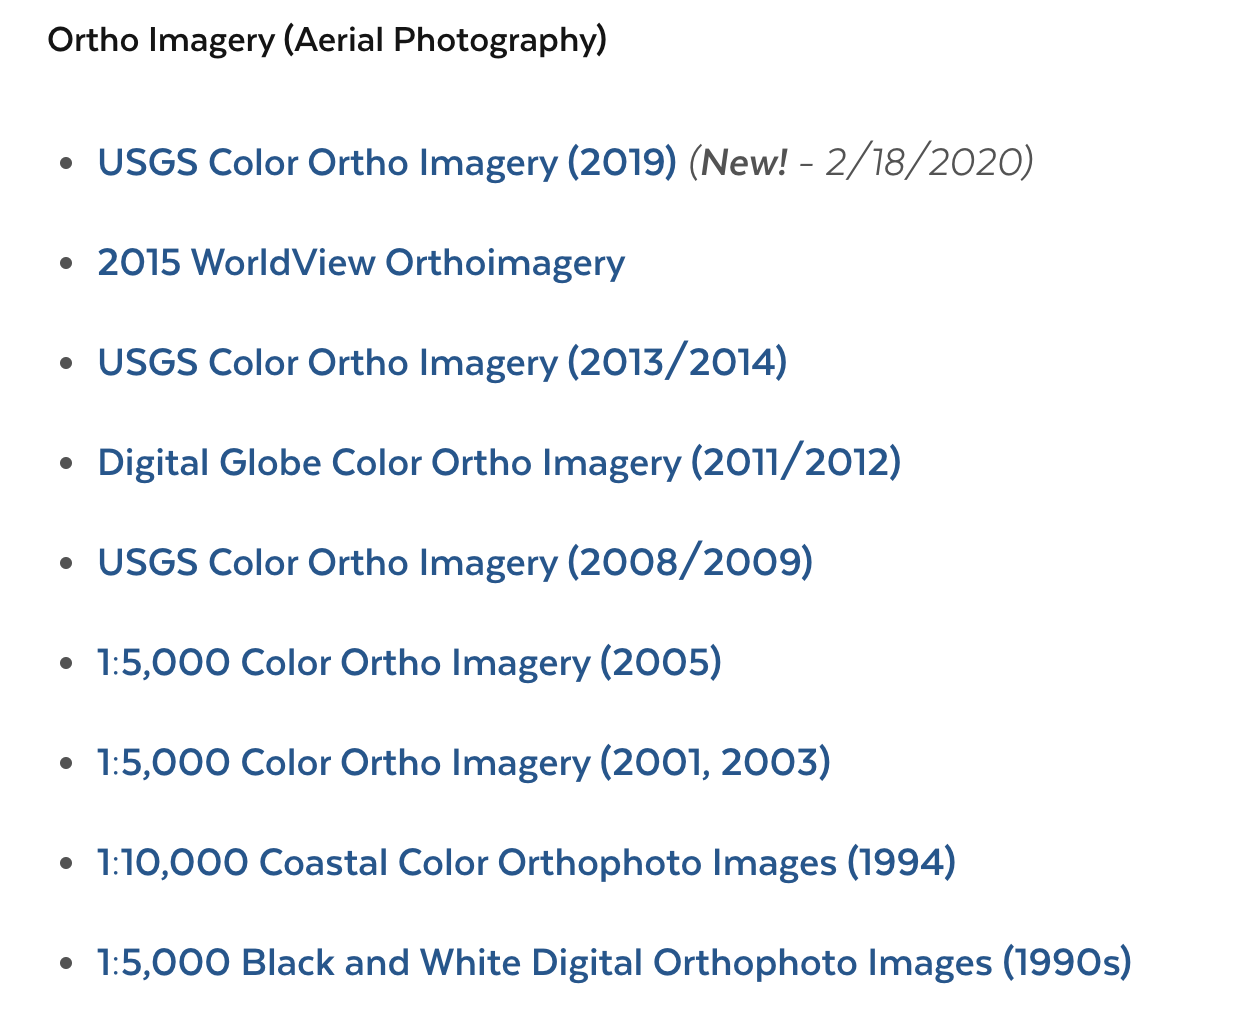 Ortho Imagery (Aerial Photography)
USGS Color Ortho Imagery (2019) (New! - 2/18/2020)
2015 WorldView Orthoimagery
USGS Color Ortho Imagery (2013/2014)
Digital Globe Color Ortho Imagery (2011/2012)
USGS Color Ortho Imagery (2008/2009)
1:5,000 Color Ortho Imagery (2005)
1:5,000 Color Ortho Imagery (2001, 2003)
1:10,000 Coastal Color Orthophoto Images (1994)
1:5,000 Black and White Digital Orthophoto Images (1990s)